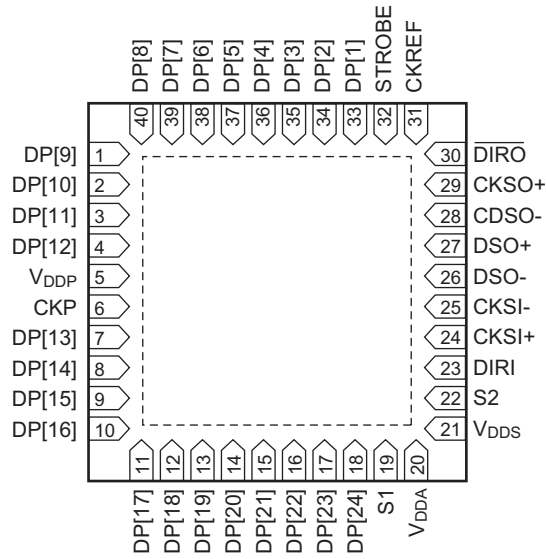 DP[8] DP[7] DP[6] DP[5] DP[4] DP[3] DP[2] DP[1] STROBE CKREF
40 39 38 37 36 35 34 33 32 31
DP[9] 1 30 DIRO
DP[10] 2 29 CKSO+
DP[11] 3 28 CDSO-
DP[12] 4 27 DSO+
VDDP 5 26 DSO-
CKP 6 25 CKSI-
DP[13] 7 24 CKSI+
DP[14] 8 23 DIRI
DP[15] 9 22 S2
DP[16] 10 21 VDDS
11 12 13 14 15 16 17 18 19 20
DP[17] DP[18] DP[19] DP[20] DP[21] DP[22] DP[23] DP[24] S1 VDDA